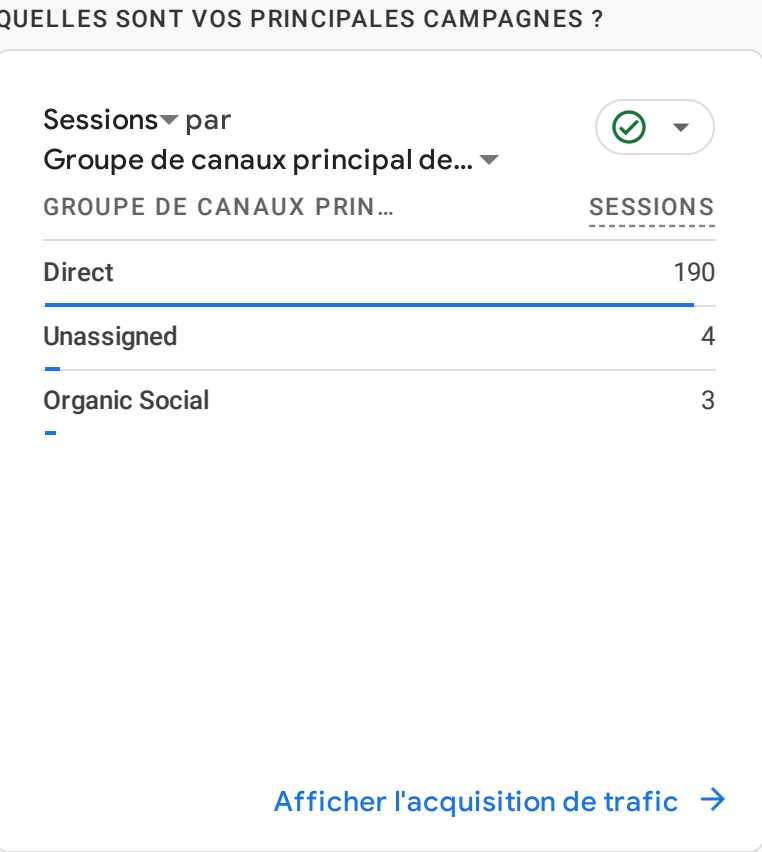 QUELLES SONT VOS PRINCIPALES CAMPAGNES ?
Sessions par
Groupe de canaux principal de...
GROUPE DE CANAUX PRIN... SESSIONS
Direct 190
Unassigned 4
Organic Social 3
Afficher l'acquisition de trafic